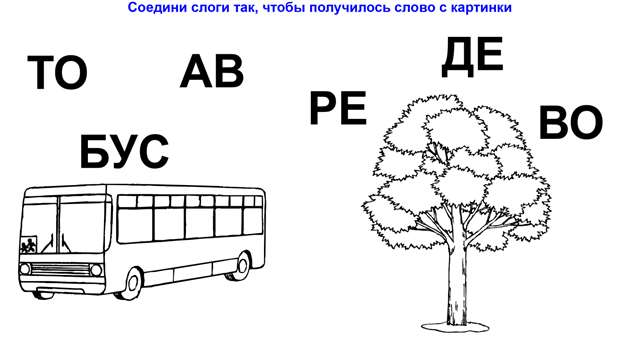 Соедини слоги так, чтобы получилось слово с картинки
ТО
АВ
БУС
ДЕ
РЕ
ВО